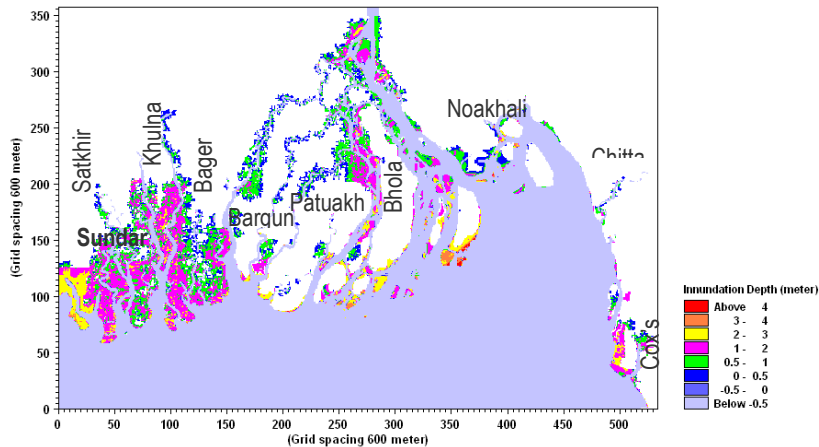 350
300
250
200
150
100
50
0
(Grid spacing 600 meter)
0 50 100 150 200 250 300 350 400 450 500
(Grid spacing 600 meter)
Satkhir
Khulna
Bager
Sundar
Bargun
Patuakh
Bhola
Noakhali
Chitta
Cox's
Innundation Depth (meter)
Above 4
3 - 4
2 - 3
1 - 2
0.5 - 1
0 - 0.5
-0.5 - 0
Below -0.5